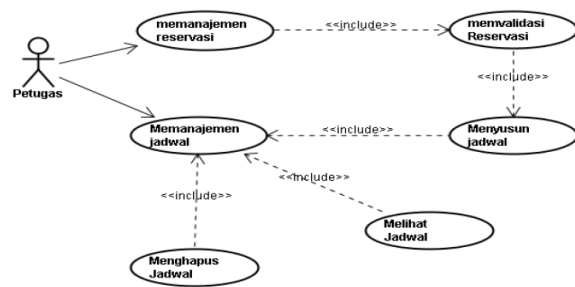 memanajemen
reservasi
<<include>>
memvalidasi
Reservasi
Petugas
<<include>>
Memanajemen
jadwal
<<include>>
Menyusun
jadwal
<<include>>
<<include>>
Melihat
Jadwal
Menghapus
Jadwal